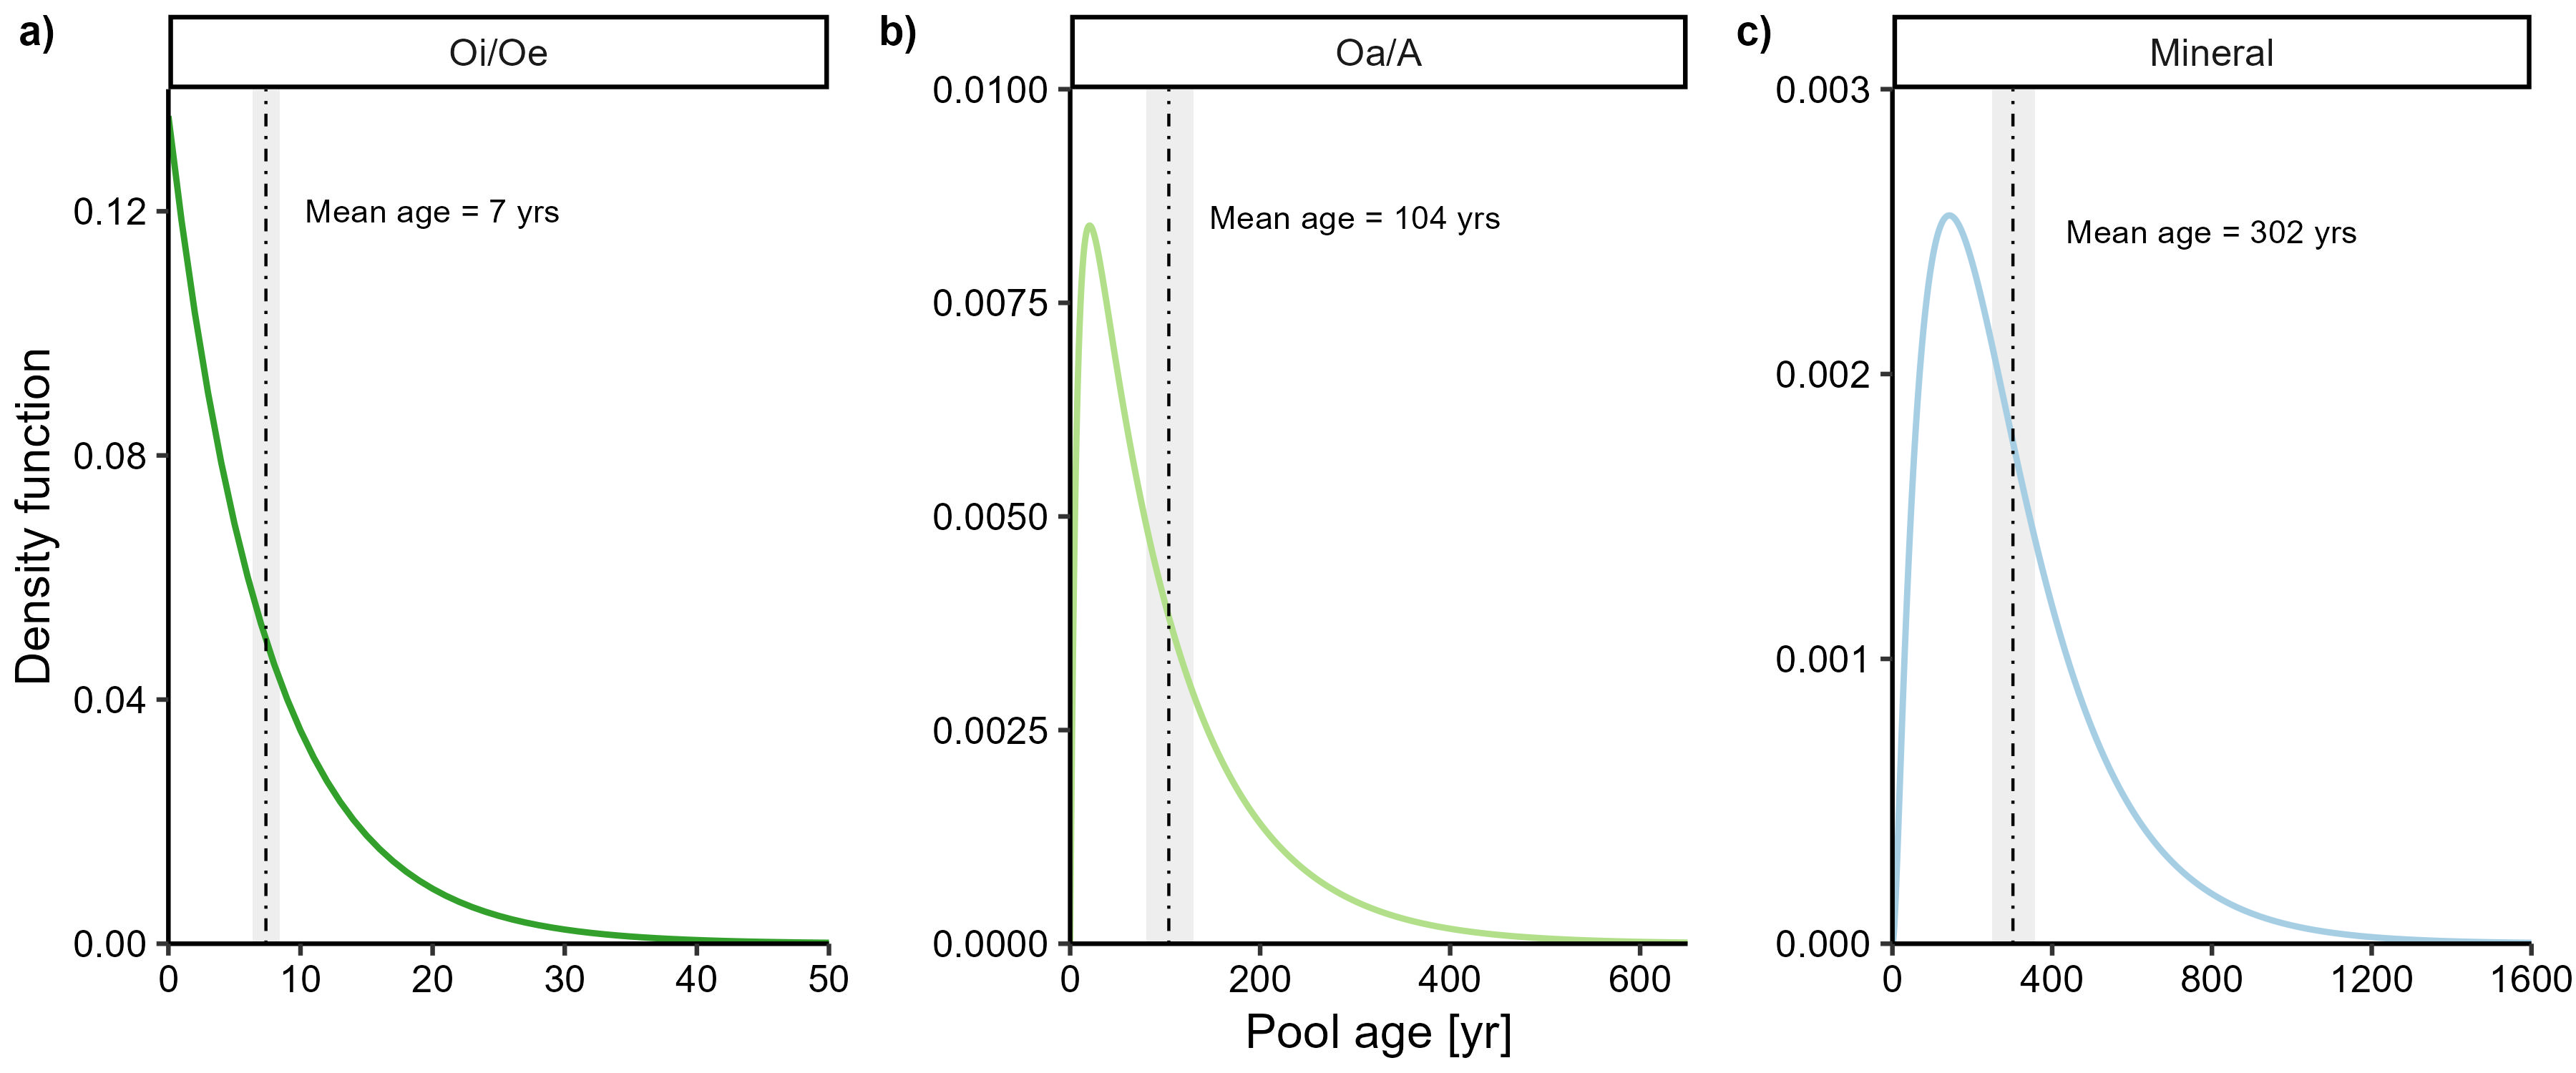 a)
Oi/Oe
Mean age = 7 yrs
Density function
0.12
0.08
0.04
0.00
0 10 20 30 40 50
b)
Oa/A
Mean age = 104 yrs
0.0100
0.0075
0.0050
0.0025
0.0000
0 200 400 600
Pool age [yr]
c)
Mineral
Mean age = 302 yrs
0.003
0.002
0.001
0.000
0 400 800 1200 1600